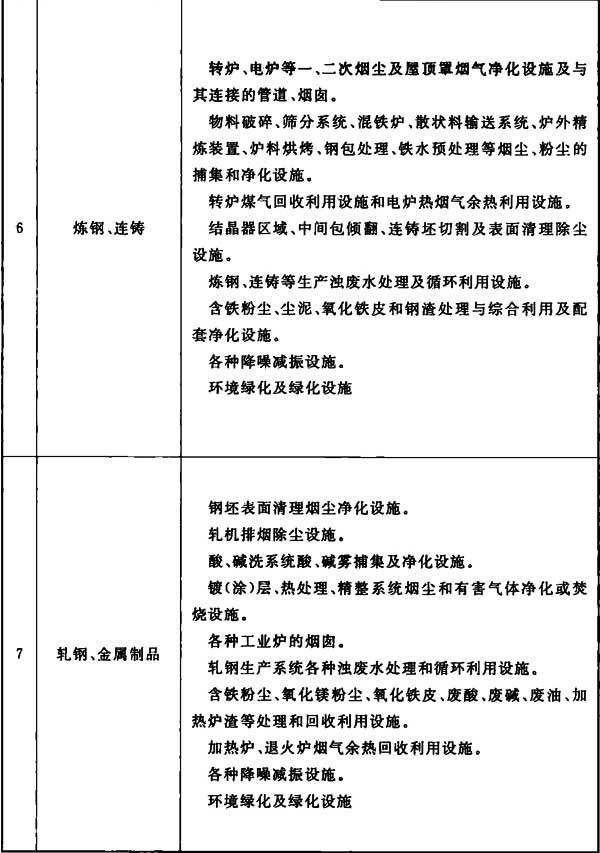 转炉、电炉等一、二次烟尘及屋顶罩烟气净化设施及与
其连接的管道、烟囱。
物料破碎、筛分系统、混铁炉、散状料输送系统、炉外精
炼装置、炉料烘烤、钢包处理、铁水预处理等烟尘、粉尘的
捕集和净化设施。
转炉煤气回收利用设施和电炉热烟气余热利用设施。
6
炼钢、连铸
结晶器区域、中间包倾翻、连铸坯切割及表面清理除尘
设施。
炼钢、连铸等生产浊废水处理及循环利用设施。
含铁粉尘、尘泥、氧化铁皮和钢渣处理与综合利用及配
套净化设施。
各种降噪减振设施。
环境绿化及绿化设施
钢坯表面清理烟尘净化设施。
轧机排烟除尘设施。
酸、碱洗系统酸、碱雾捕集及净化设施。
镀(涂)层、热处理、精整系统烟尘和有害气体净化或焚
烧设施。
各种工业炉的烟囱。
7
轧钢、金属制品
轧钢生产系统各种浊废水处理和循环利用设施。
含铁粉尘、氧化镁粉尘、氧化铁皮、废酸、废碱、废油、加
热炉渣等处理和回收利用设施。
加热炉、退火炉烟气余热回收利用设施。
各种降噪减振设施。
环境绿化及绿化设施